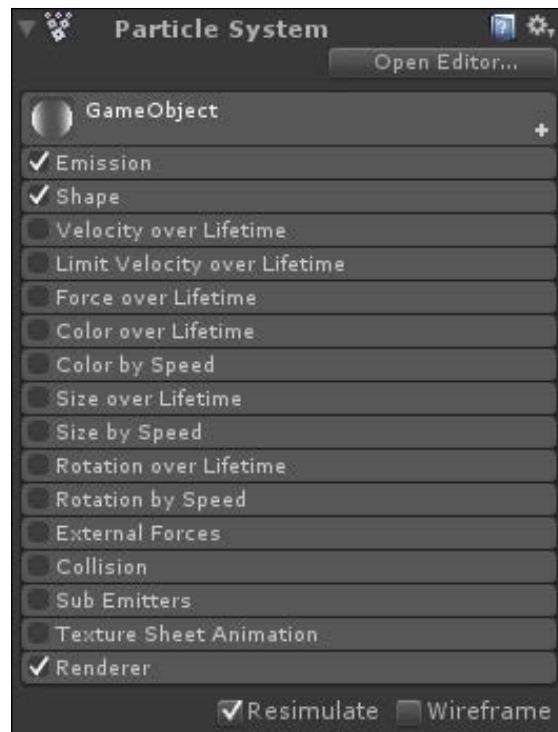 Particle System
Open Editor...
GameObject
Emission
Shape
Velocity over Lifetime
Limit Velocity over Lifetime
Force over Lifetime
Color over Lifetime
Color by Speed
Size over Lifetime
Size by Speed
Rotation over Lifetime
Rotation by Speed
External Forces
Collision
Sub Emitters
Texture Sheet Animation
Renderer
Resimulate Wireframe